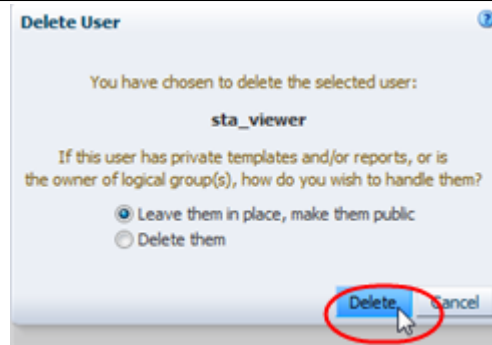 Delete User
You have chosen to delete the selected user:
sta_viewer
If this user has private templates and/or reports, or is
the owner of logical group(s), how do you wish to handle them?
Leave them in place, make them public
Delete them
Delete Cancel